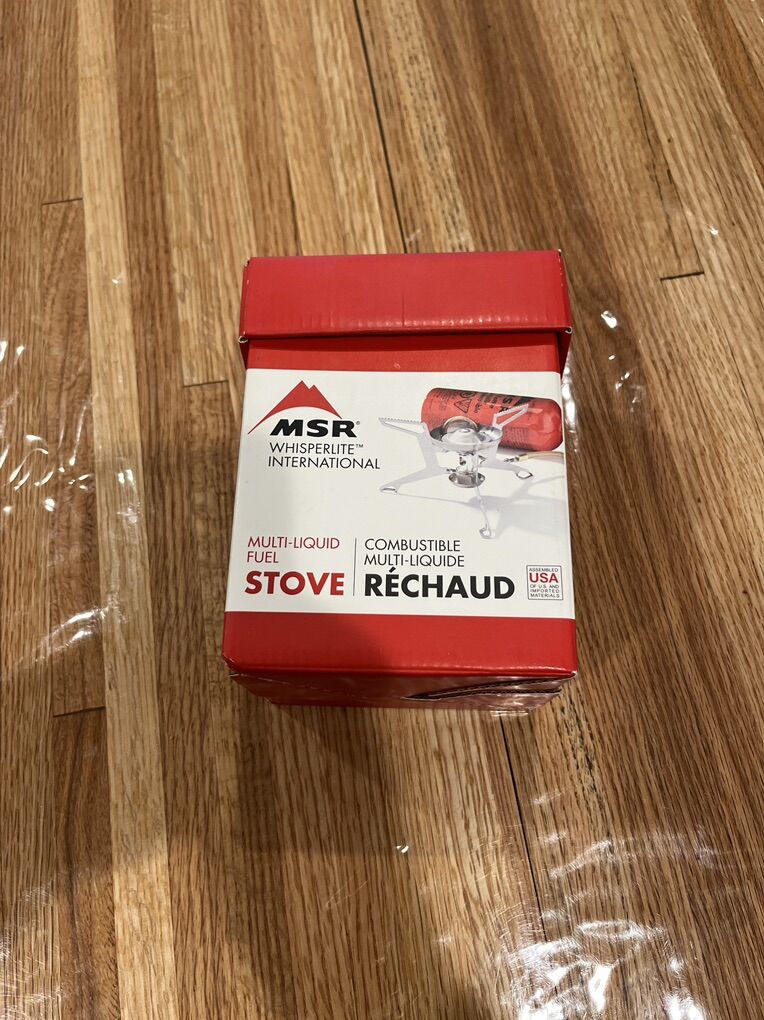 MSR®
WHISPERLITE™
INTERNATIONAL
MULTI-LIQUID
FUEL
STOVE
COMBUSTIBLE
MULTI-LIQUIDE
RÉCHAUD
ASSEMBLED
USA
OF U.S. AND
IMPORTED
MATERIALS